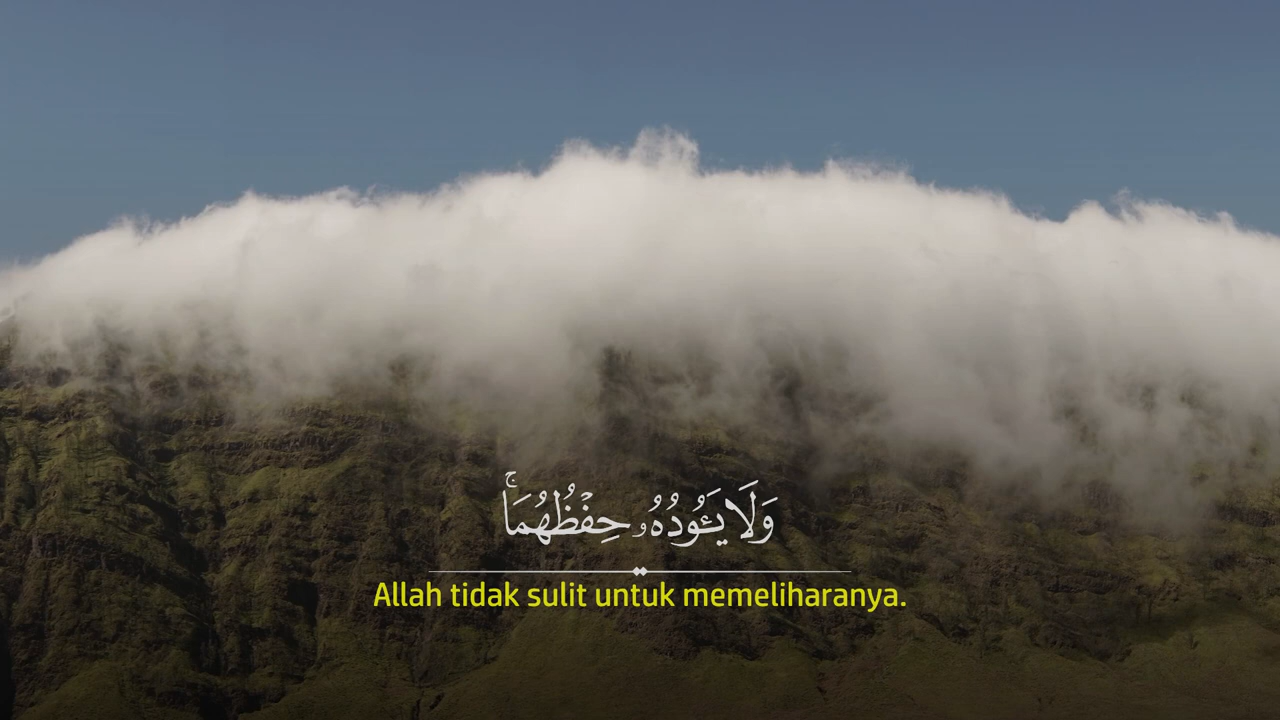 وَلَا يَـُٔودُهُۥ حِفۡظُهُمَاۚ
Allah tidak sulit untuk memeliharanya.